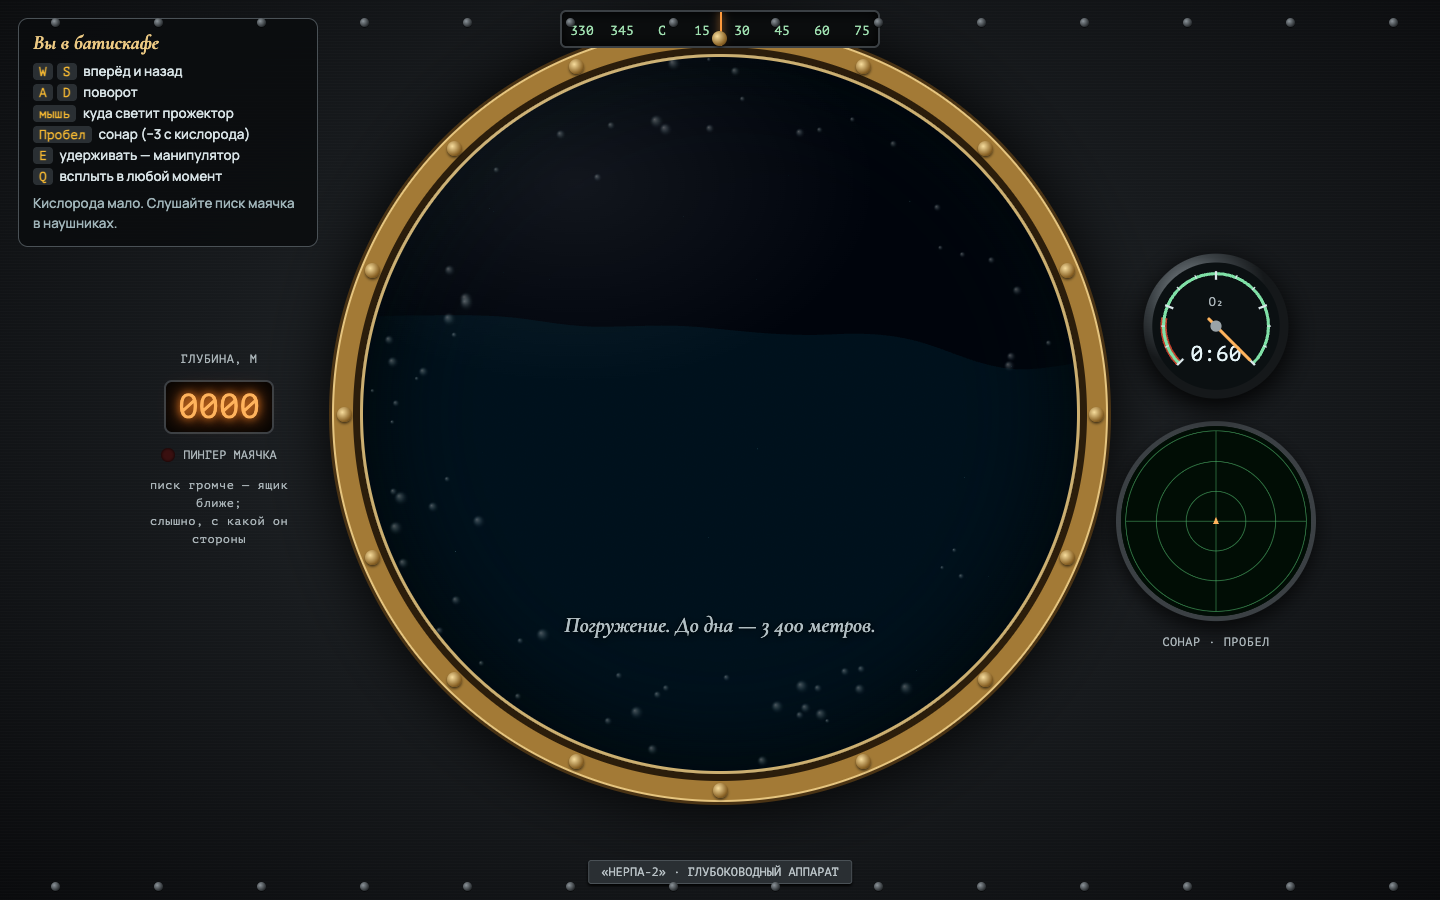 Вы в батискафе
W S вперёд и назад
A D поворот
мышь куда светит прожектор
Пробел сонар (−3 с кислорода)
E удерживать — манипулятор
Q всплыть в любой момент
Кислорода мало. Слушайте писк маячка
в наушниках.
330 345 С 15 30 45 60 75
ГЛУБИНА, М
0000
ПИНГЕР МАЯЧКА
писк громче — ящик
ближе;
слышно, с какой он
стороны
Погружение. До дна — 3 400 метров.
O₂
0:60
СОНАР · ПРОБЕЛ
«НЕРПА-2» · ГЛУБОКОВОДНЫЙ АППАРАТ